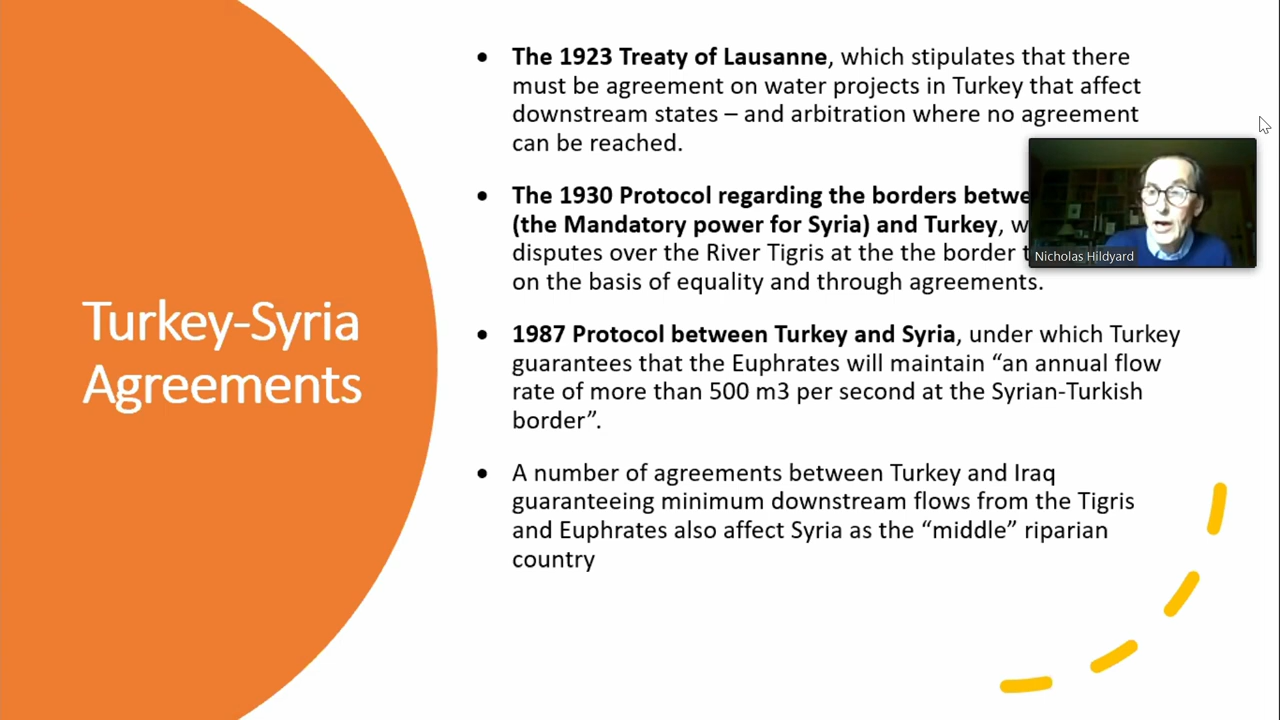 Turkey-Syria
Agreements
• The 1923 Treaty of Lausanne, which stipulates that there
must be agreement on water projects in Turkey that affect
downstream states – and arbitration where no agreement
can be reached.
• The 1930 Protocol regarding the borders
(the Mandatory power for Syria) and Turkey,
disputes over the River Tigris at the the border
on the basis of equality and through agreements.
• 1987 Protocol between Turkey and Syria, under which Turkey
guarantees that the Euphrates will maintain “an annual flow
rate of more than 500 m3 per second at the Syrian-Turkish
border”.
• A number of agreements between Turkey and Iraq
guaranteeing minimum downstream flows from the Tigris
and Euphrates also affect Syria as the “middle” riparian
country
Nicholas Hildyard